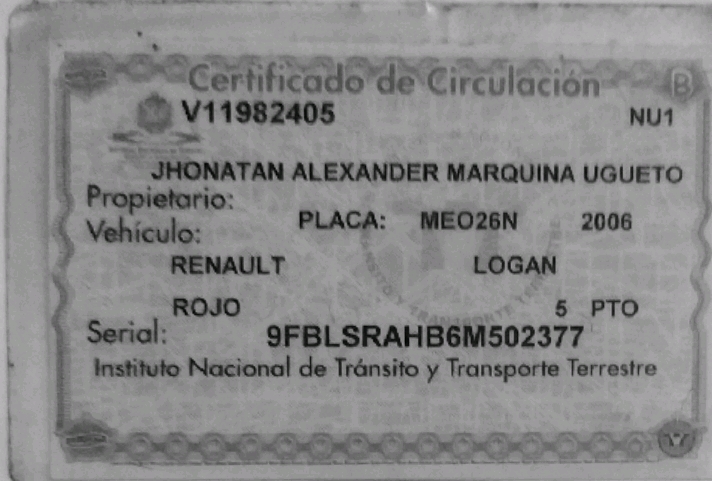 Certificado de Circulación B
V11982405 NU1
JHONATAN ALEXANDER MARQUINA UGUETO
Propietario:
PLACA: MEO26N 2006
Vehículo:
RENAULT LOGAN
ROJO 5 PTO
Serial: 9FBLSRAHB6M502377
Instituto Nacional de Tránsito y Transporte Terrestre